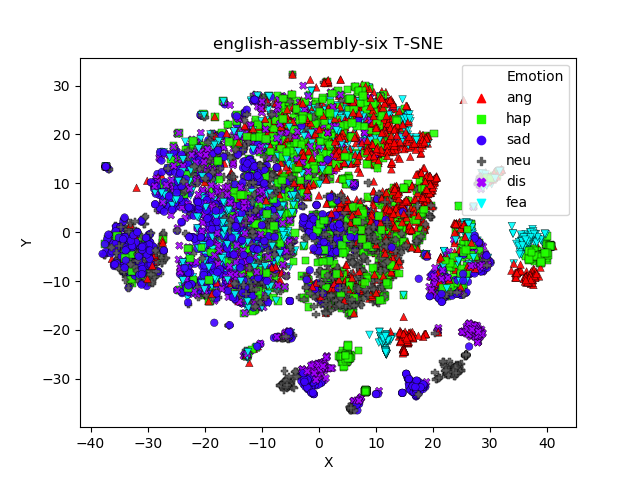 english-assembly-six T-SNE
Emotion
ang
hap
sad
neu
dis
fea
Y
30
20
10
0
−10
−20
−30
−40 −30 −20 −10 0 10 20 30 40
X